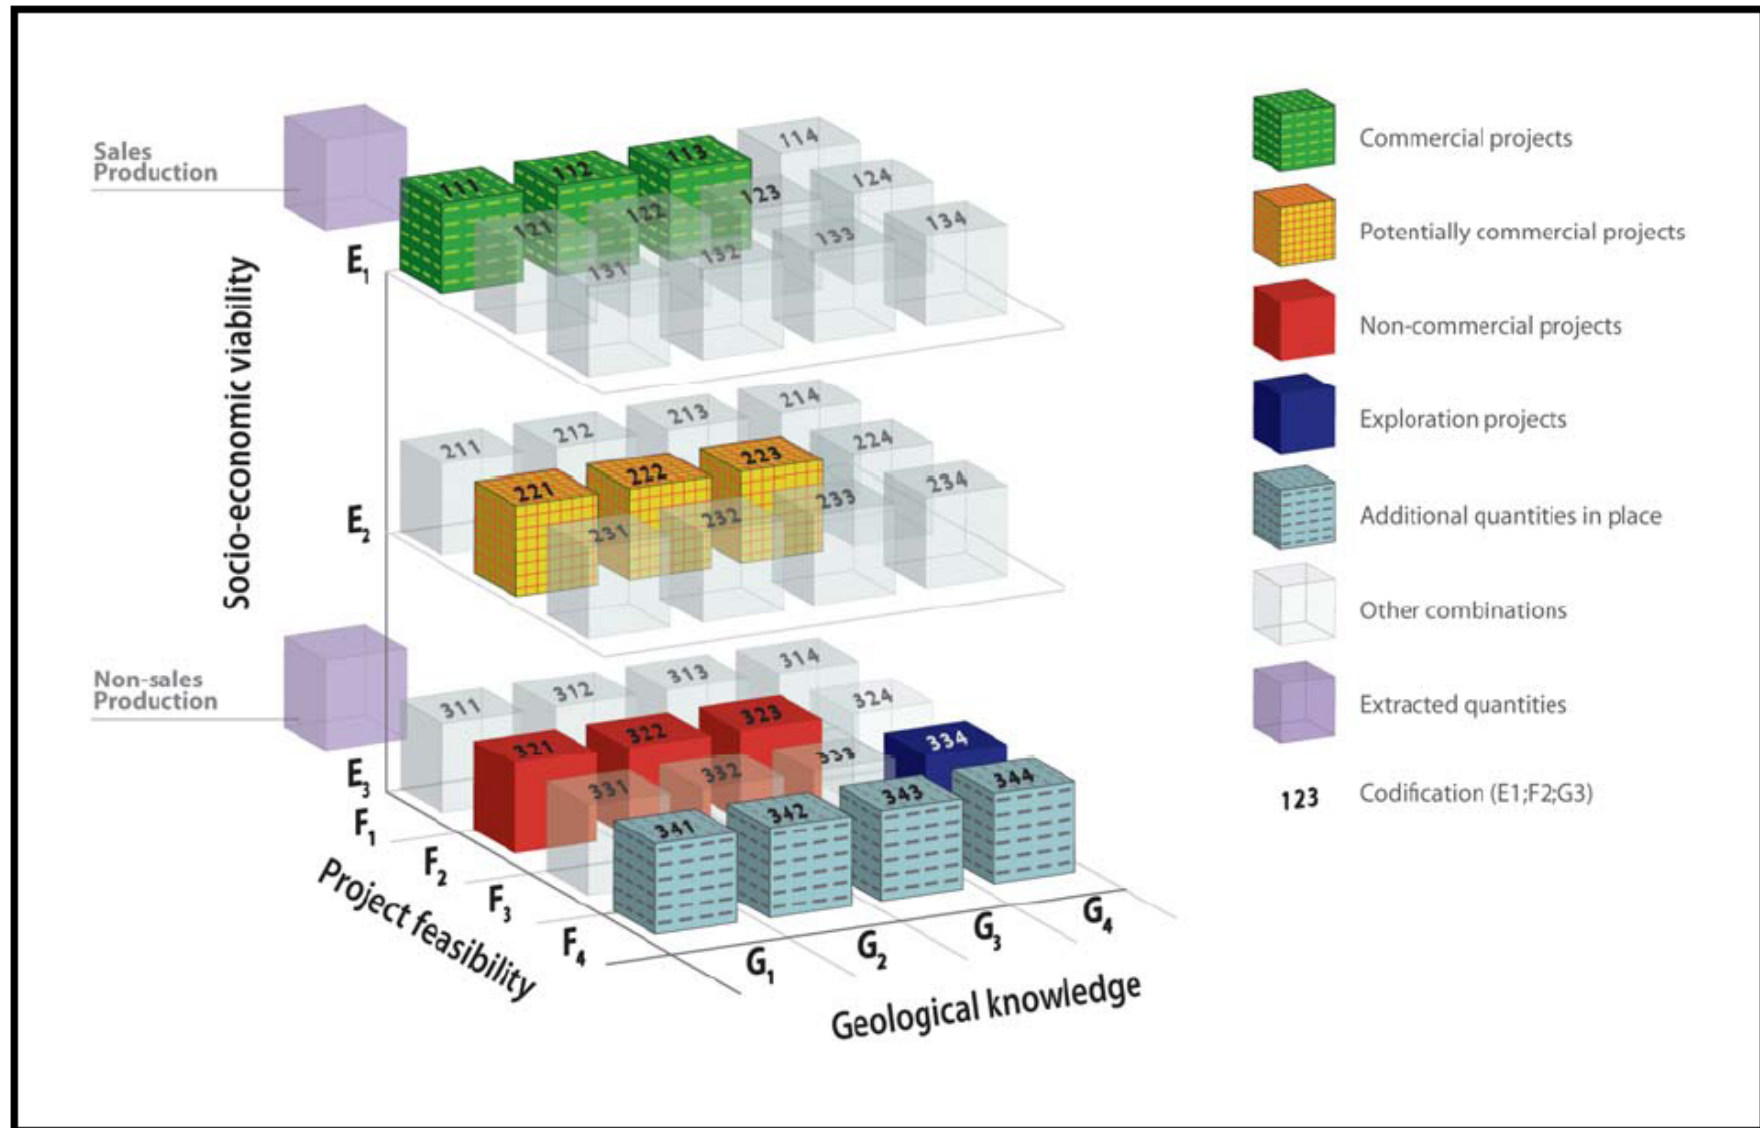 Sales
Production
111
112
113
114
121
122
123
124
131
132
133
134
E1
Socio-economic viability
211
212
213
214
221
222
223
224
231
232
233
234
E2
Non-sales
Production
311
312
313
314
321
322
323
324
331
332
333
334
341
342
343
344
E3
F1
F2
F3
F4
Project feasibility
G1
G2
G3
G4
Geological knowledge
Commercial projects
Potentially commercial projects
Non-commercial projects
Exploration projects
Additional quantities in place
Other combinations
Extracted quantities
123 Codification (E1;F2;G3)